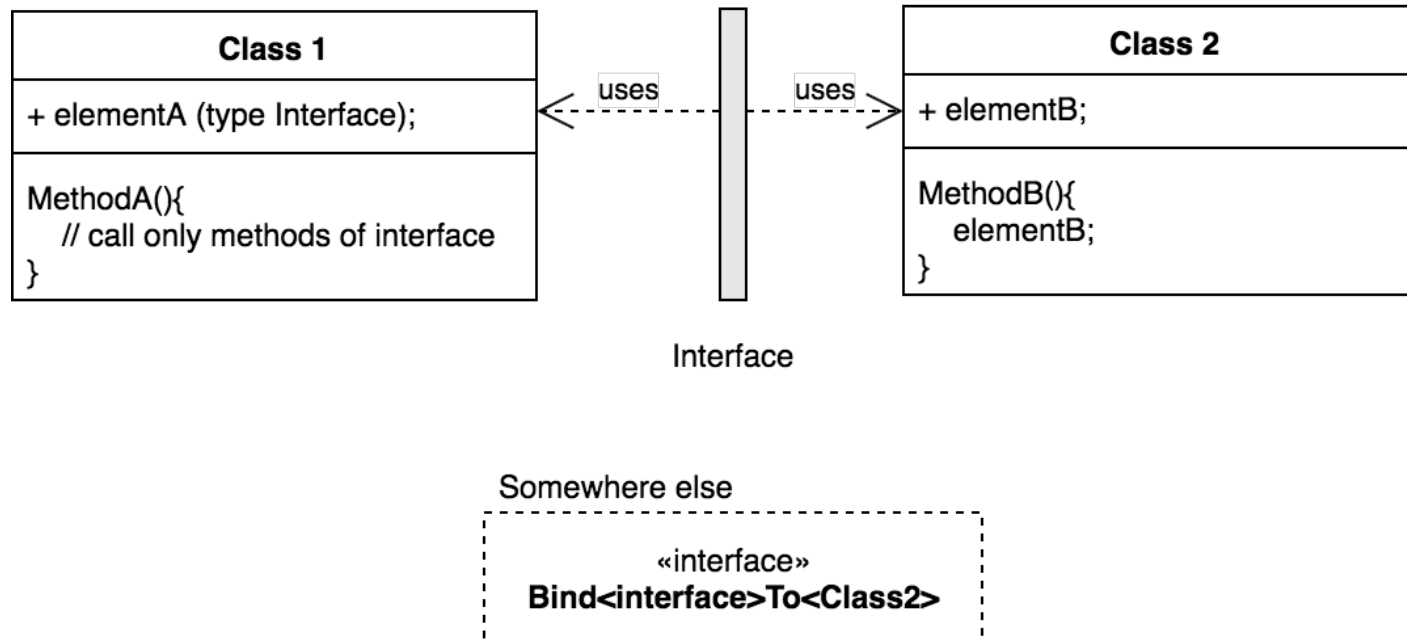 Class 1
+ elementA (type Interface);
MethodA(){
// call only methods of interface
}
uses
uses
Interface
Class 2
+ elementB;
MethodB(){
elementB;
}
Somewhere else
«interface»
Bind<interface>To<Class2>